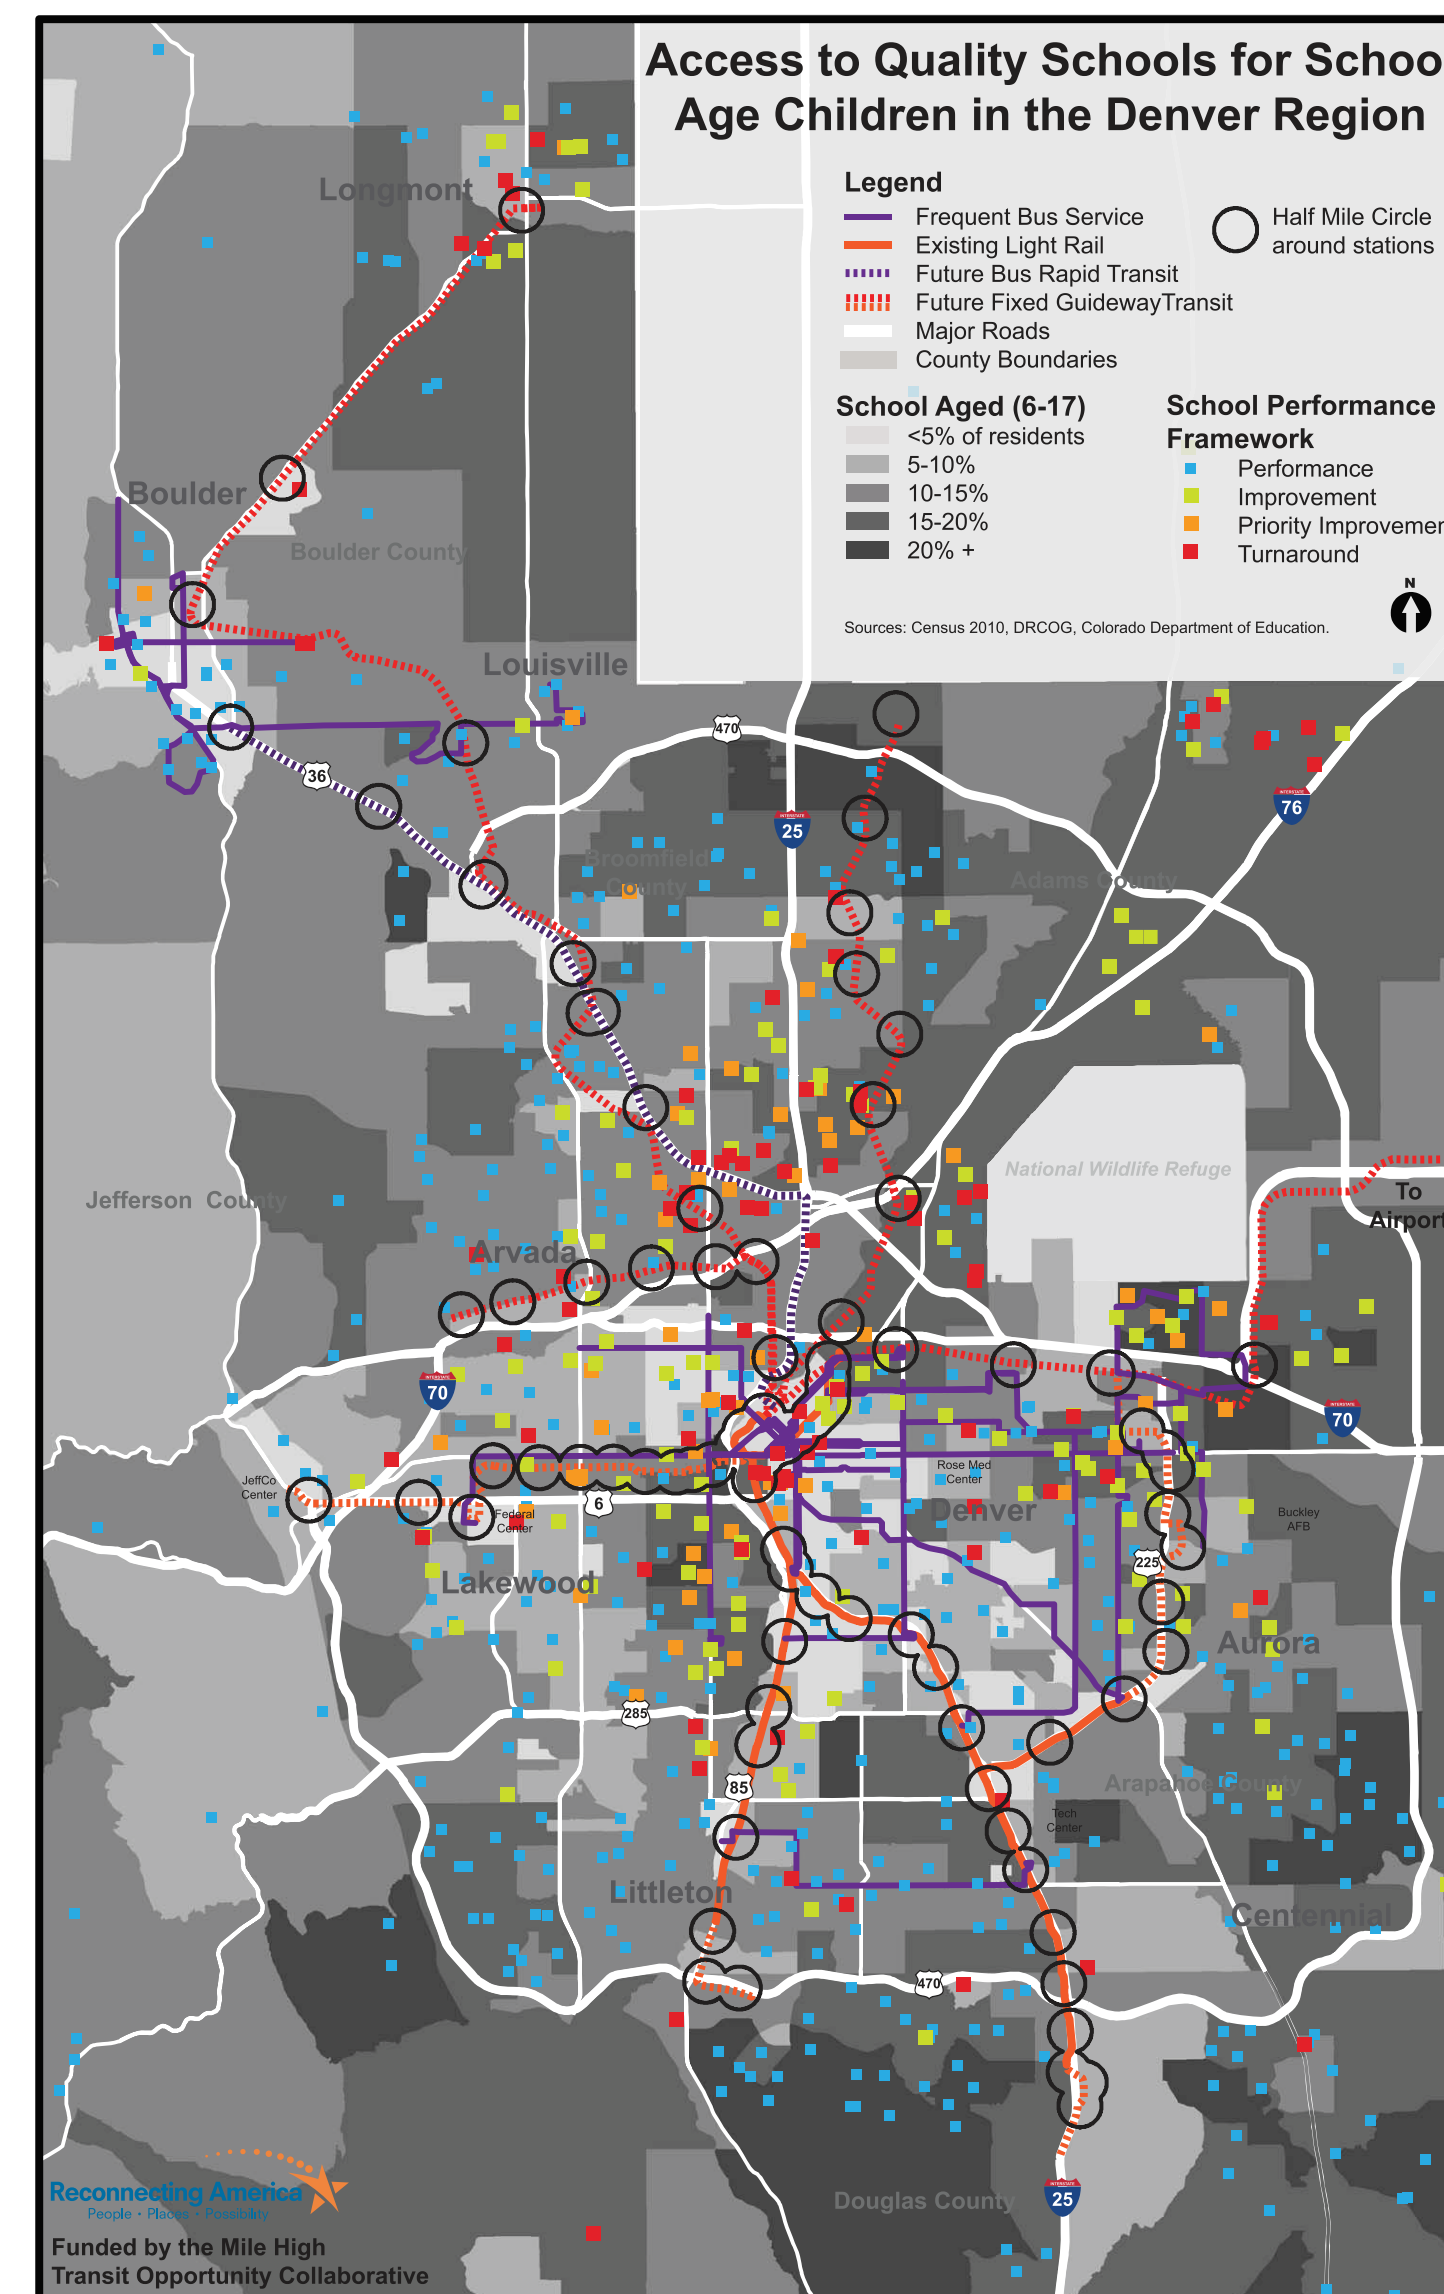 Access to Quality Schools for Schoo
Age Children in the Denver Region
Legend
Frequent Bus Service
Existing Light Rail
Future Bus Rapid Transit
Future Fixed GuidewayTransit
Major Roads
County Boundaries
Half Mile Circle
around stations
School Aged (6-17)
<5% of residents
5-10%
10-15%
15-20%
20% +
School Performance
Framework
Performance
Improvement
Priority Improvemen
Turnaround
N
Sources: Census 2010, DRCOG, Colorado Department of Education.
Longmont
Boulder
Boulder County
Louisville
470
36
INTERSTATE
25
INTERSTATE
76
Broomfield
County
Adams County
National Wildlife Refuge
To
Airport
Jefferson County
Arvada
INTERSTATE
70
INTERSTATE
70
JeffCo
Center
Rose Med
Center
6
Federal
Center
Denver
Buckley
AFB
225
Lakewood
Aurora
285
85
Arapahoe County
Tech
Center
Littleton
Centennial
470
Douglas County
INTERSTATE
25
Reconnecting America
People • Places • Possibility
Funded by the Mile High
Transit Opportunity Collaborative